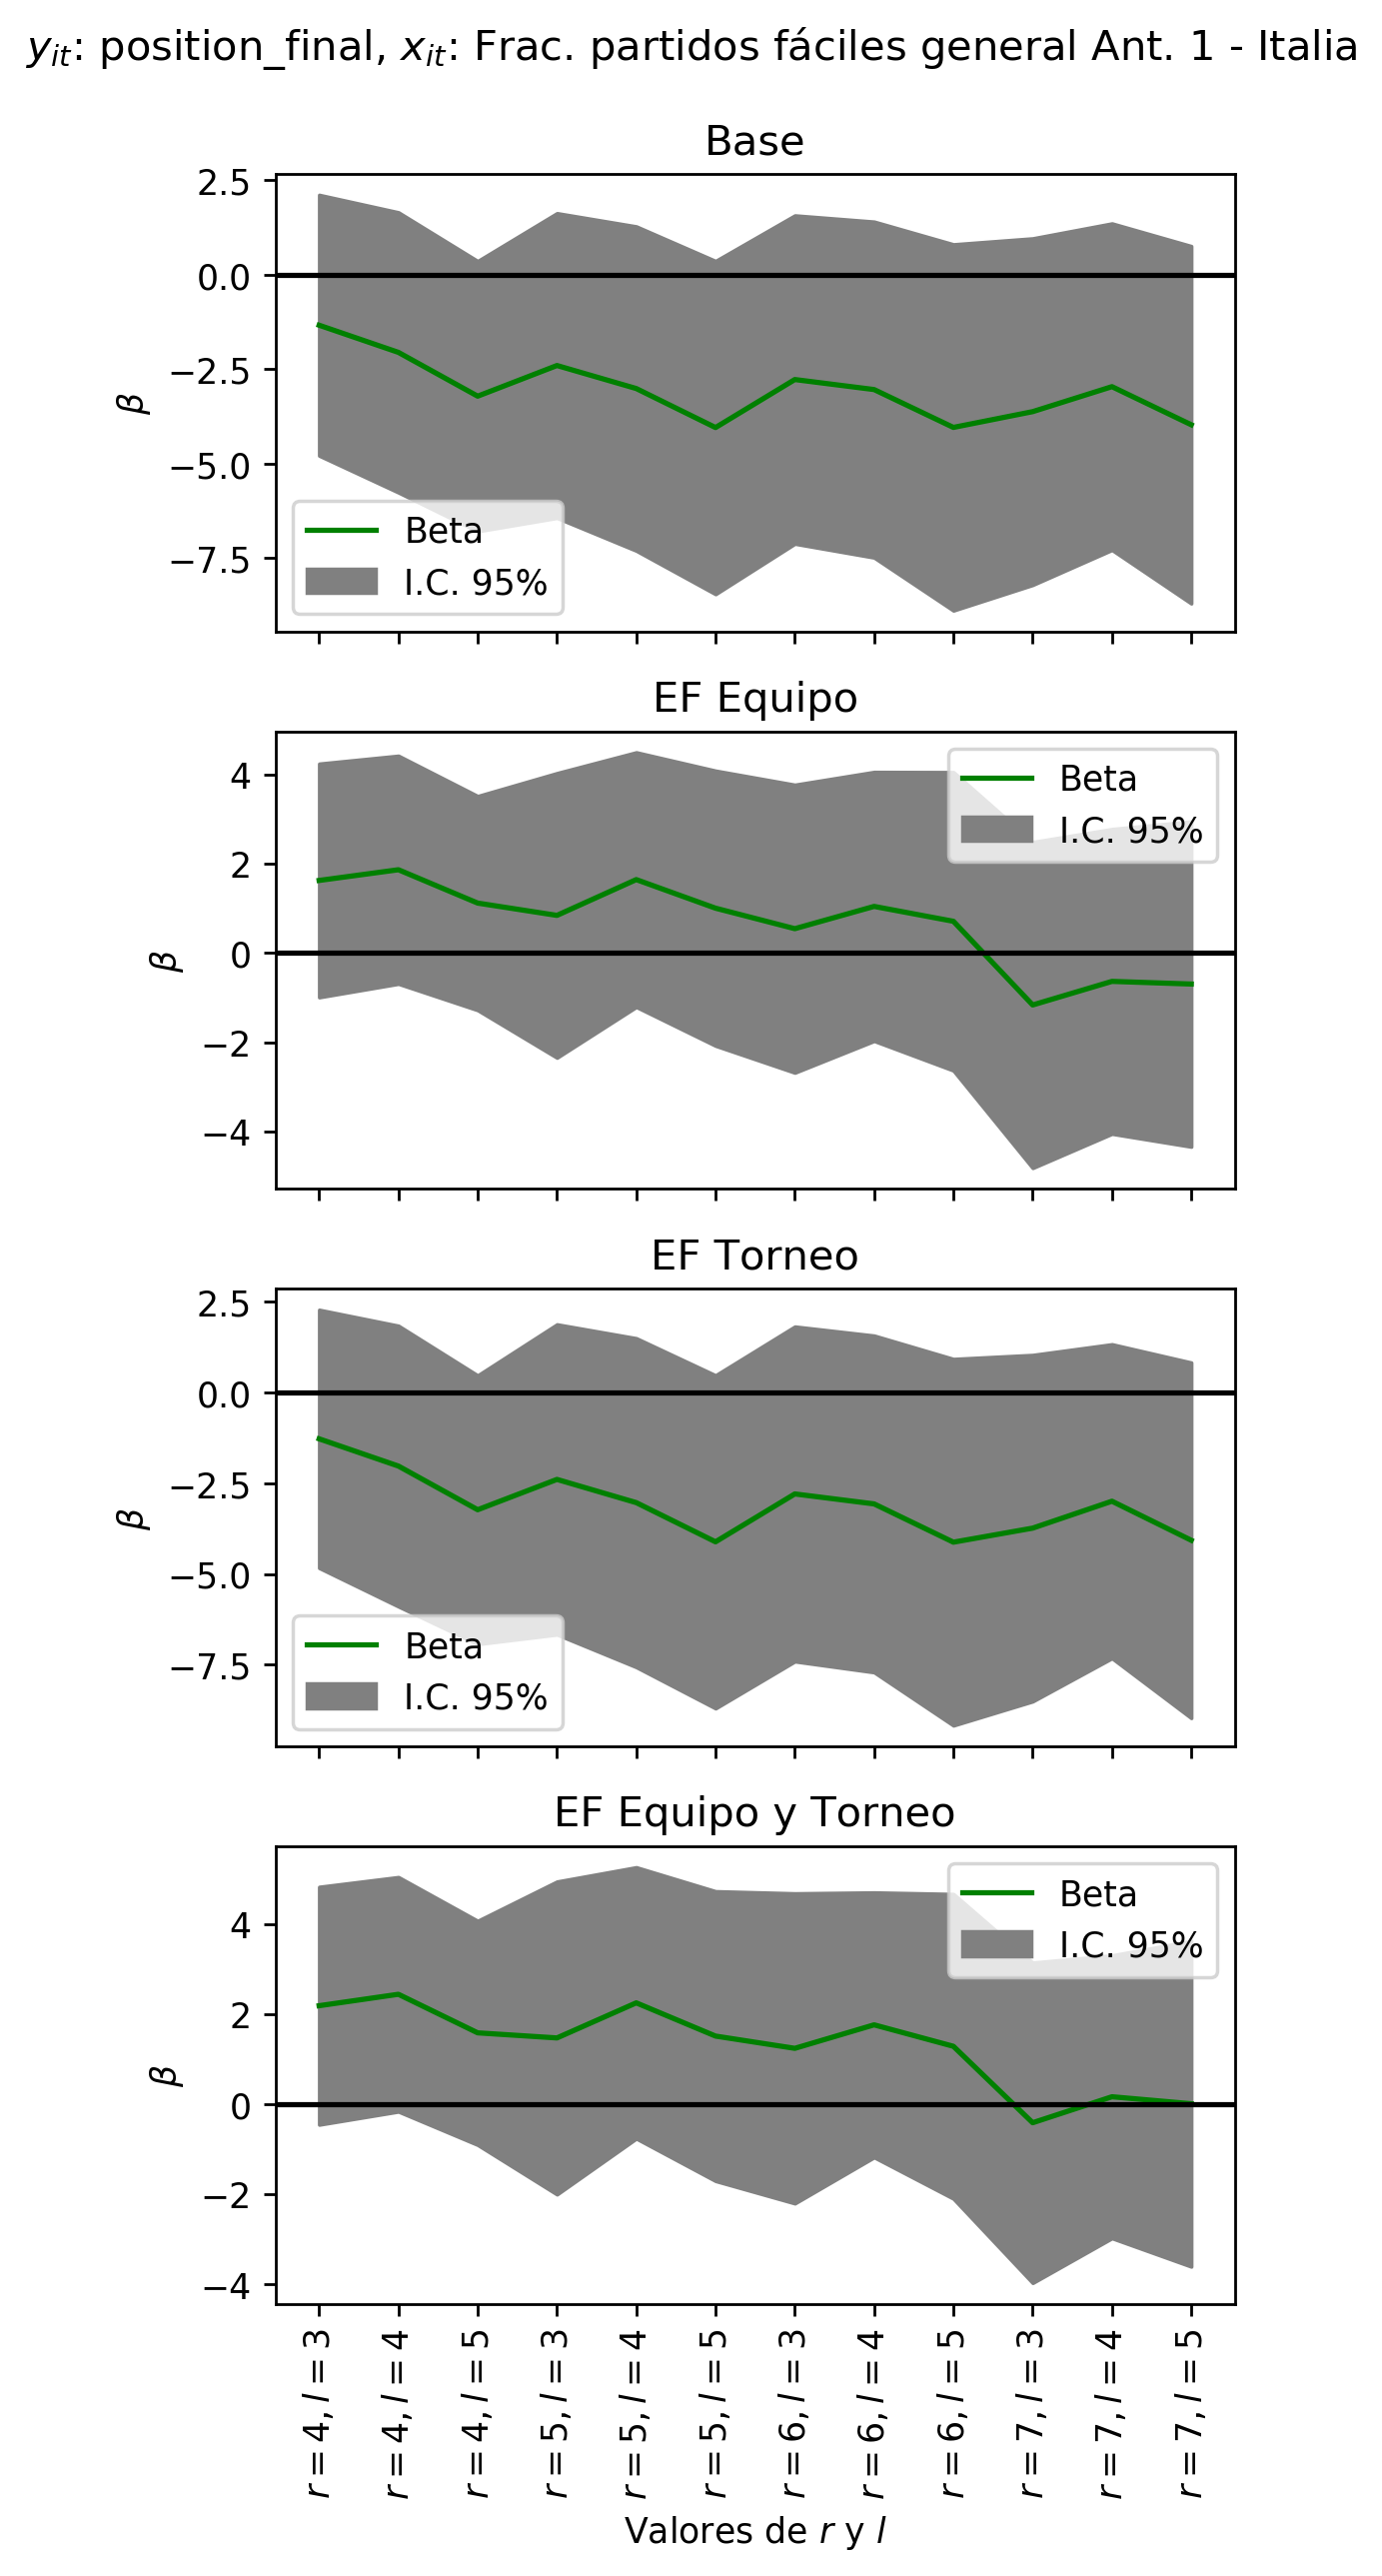 y_it: position_final, x_it: Frac. partidos fáciles general Ant. 1 - Italia
Base
2.5
0.0
−2.5
−5.0
−7.5
β
Beta
I.C. 95%
EF Equipo
4
2
0
−2
−4
β
Beta
I.C. 95%
EF Torneo
2.5
0.0
−2.5
−5.0
−7.5
β
Beta
I.C. 95%
EF Equipo y Torneo
4
2
0
−2
−4
β
Beta
I.C. 95%
r = 4, l = 3
r = 4, l = 4
r = 4, l = 5
r = 5, l = 3
r = 5, l = 4
r = 5, l = 5
r = 6, l = 3
r = 6, l = 4
r = 6, l = 5
r = 7, l = 3
r = 7, l = 4
r = 7, l = 5
Valores de r y l